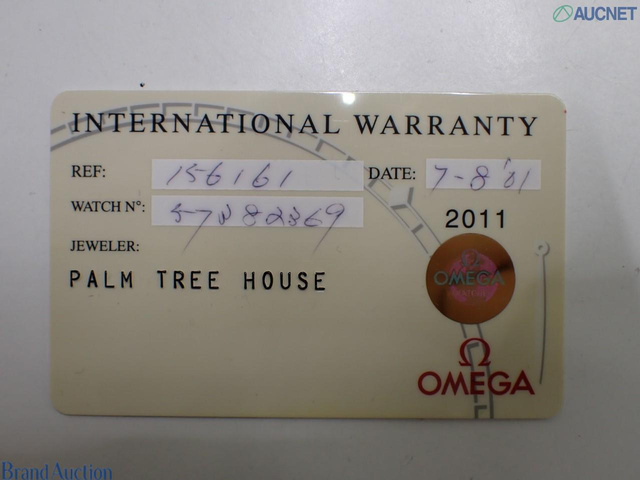 AUCNET
INTERNATIONAL WARRANTY
REF: 156161 DATE: 7-8 '01
WATCH Nº:
2011
JEWELER:
PALM TREE HOUSE
OMEGA
Ω
OMEGA
Brand Auction